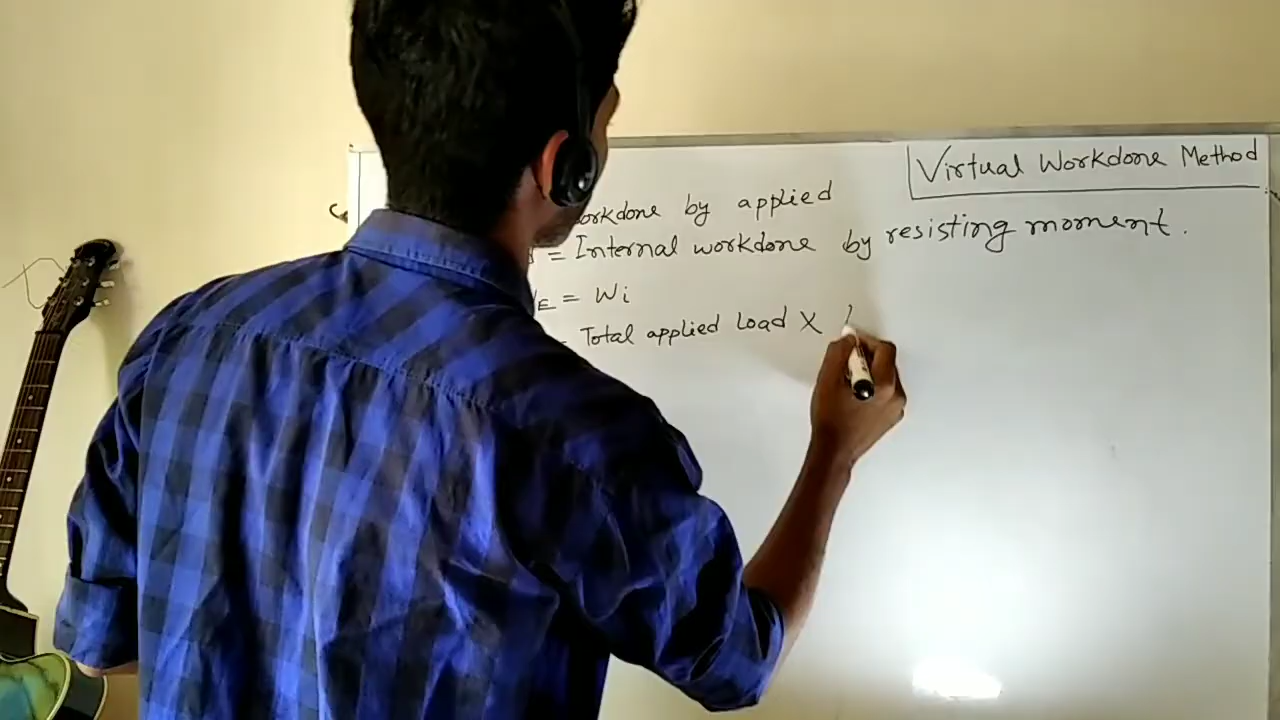 Virtual Workdone Method
orkdone by applied
= Internal workdone by resisting moment.
E = Wi
Total applied Load X